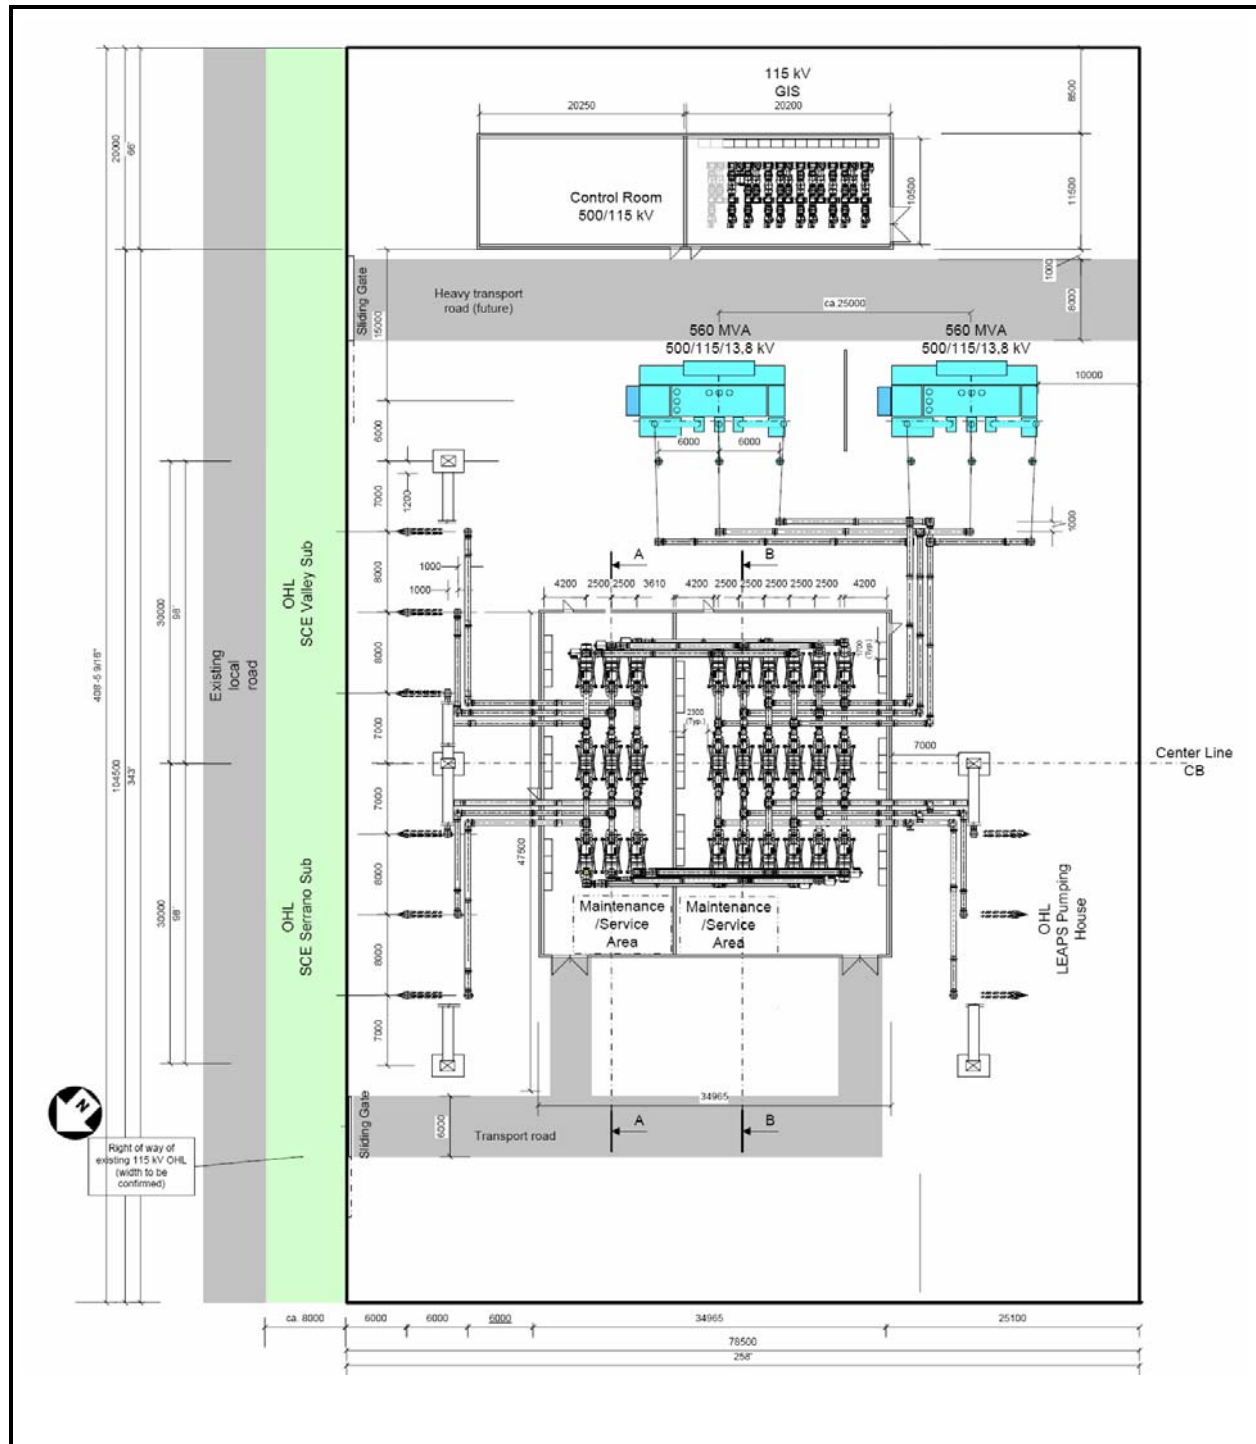 115 kV
GIS
20250
20200
8500
20000
66'
Control Room
500/115 kV
10500
11500
Sliding Gate
15000
Heavy transport
road (future)
1000
8000
ca.25000
560 MVA
500/115/13,8 kV
560 MVA
500/115/13,8 kV
10000
6000
6000
6000
7000
1200
1000
A
B
8000
1000
1000
4200
2500
2500
3610
4200
2500
2500
2500
2500
2500
4200
OHL
SCE Valley Sub
30000
98'
8000
1700
(Typ.)
Existing
local
road
408'-5 9/16"
104500
343'
7000
2300
(Typ.)
7000
Center Line
CB
7000
47500
8000
OHL
SCE Serrano Sub
30000
98'
8000
7000
Maintenance
/Service
Area
Maintenance
/Service
Area
OHL
LEAPS Pumping
House
N
34965
Sliding Gate
6000
Transport road
A
B
Right of way of
existing 115 kV OHL
(width to be
confirmed)
ca. 8000
6000
6000
6000
34965
25100
78500
258'